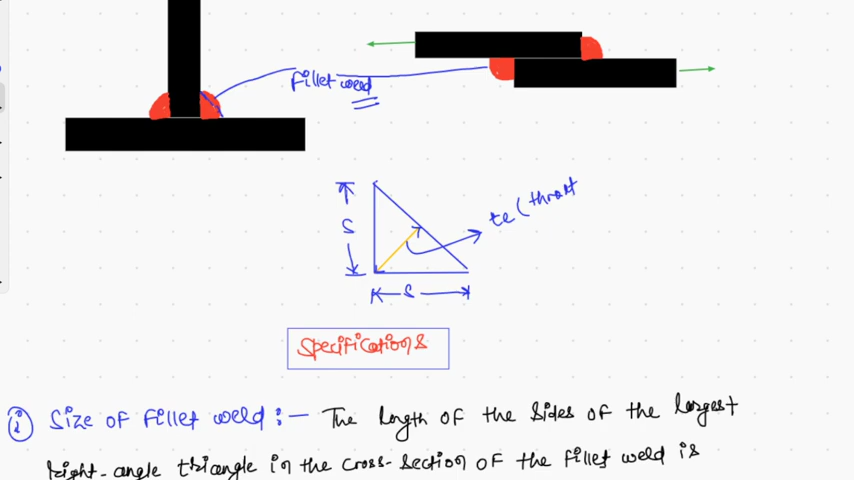 Fillet weld
S
te (throat
S
Specifications
i Size of fillet weld :- The length of the sides of the largest
right-angle triangle in the cross-section of the fillet weld is